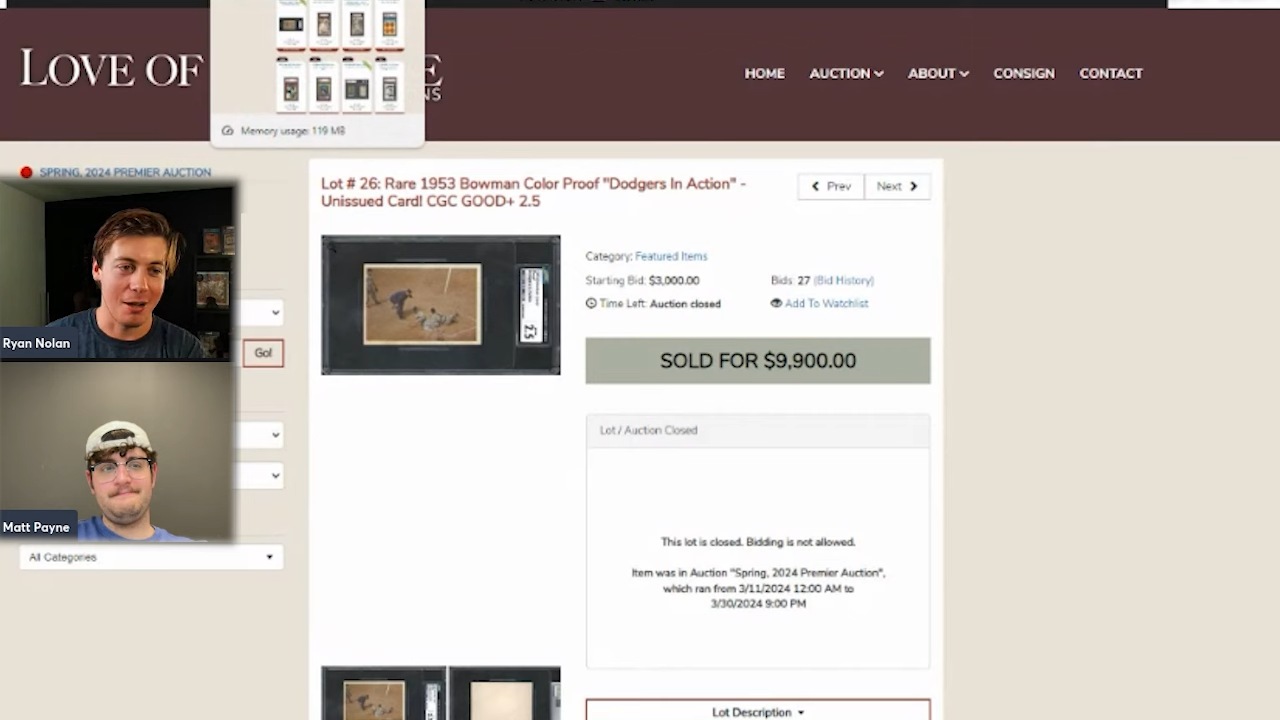 LOVE OF
E
NS
HOME
AUCTION
ABOUT
CONSIGN
CONTACT
Memory usage: 119 MB
SPRING, 2024 PREMIER AUCTION
Lot # 26: Rare 1953 Bowman Color Proof "Dodgers In Action" -
Unissued Card! CGC GOOD+ 2.5
Prev
Next
Category: Featured Items
Starting Bid: $3,000.00
Bids: 27 (Bid History)
Time Left: Auction closed
Add To Watchlist
2.5
Ryan Nolan
Go!
SOLD FOR $9,900.00
Lot / Auction Closed
Matt Payne
All Categories
This lot is closed. Bidding is not allowed.
Item was in Auction "Spring, 2024 Premier Auction",
which ran from 3/11/2024 12:00 AM to
3/30/2024 9:00 PM
Lot Description